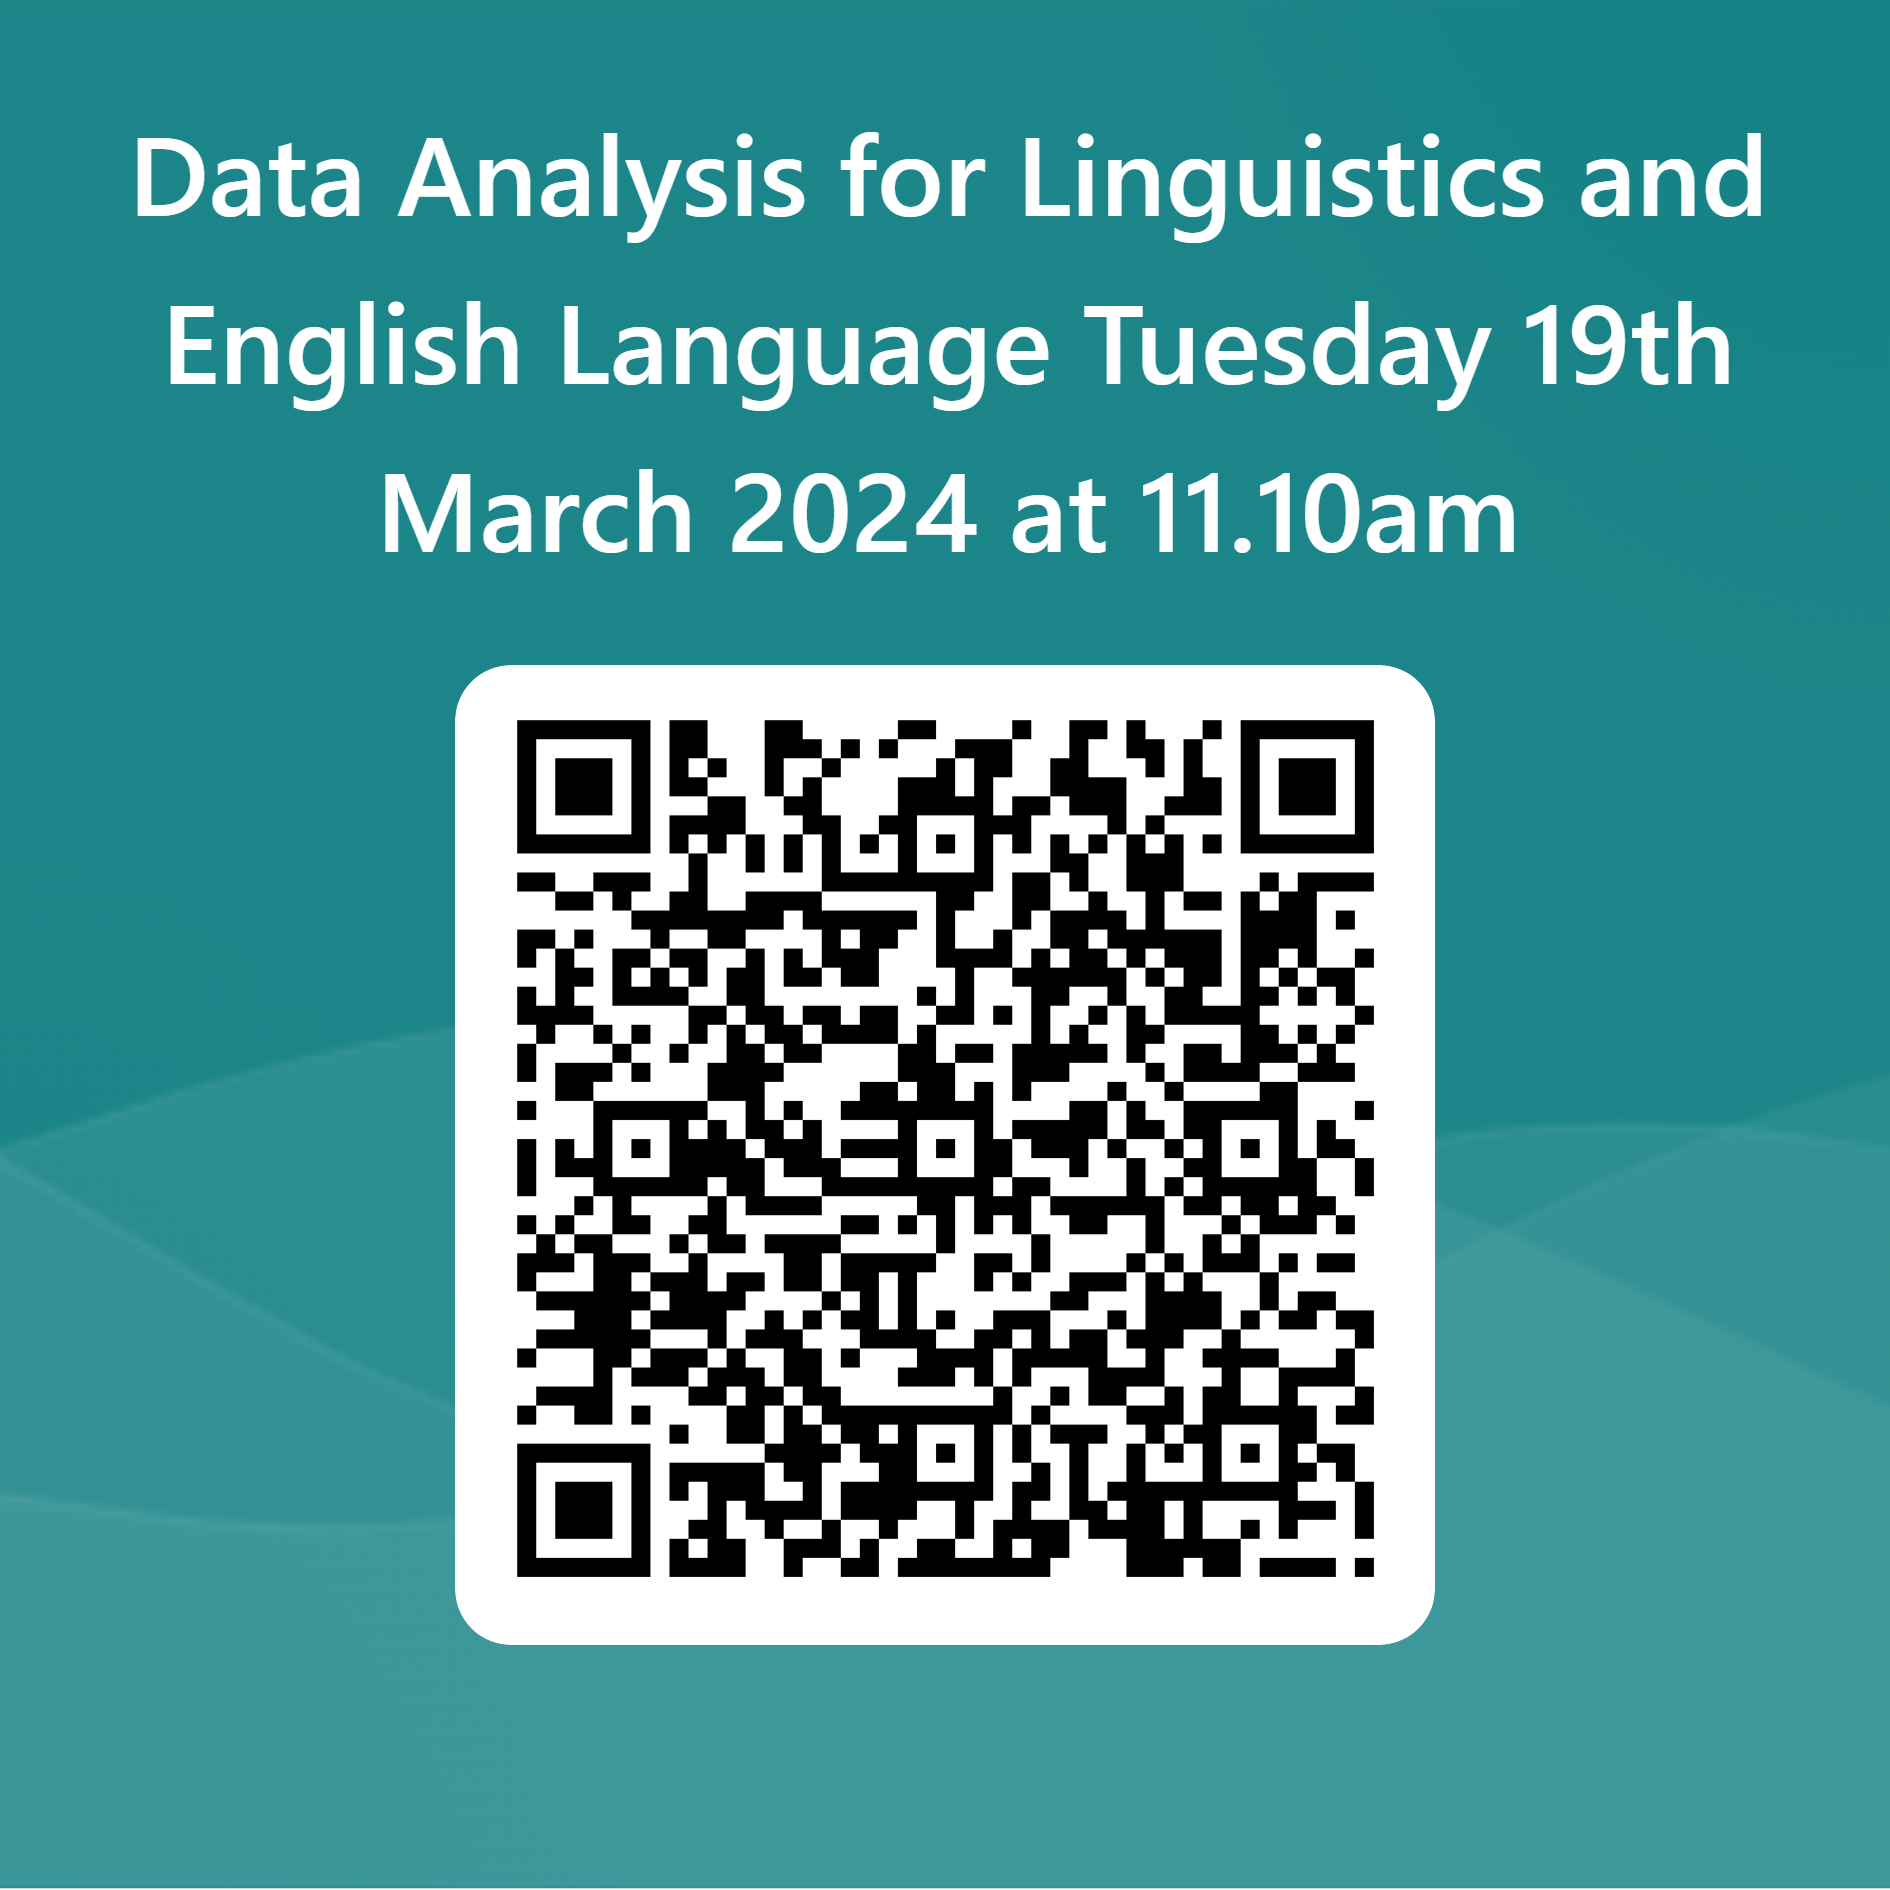 Data Analysis for Linguistics and
English Language Tuesday 19th
March 2024 at 11.10am